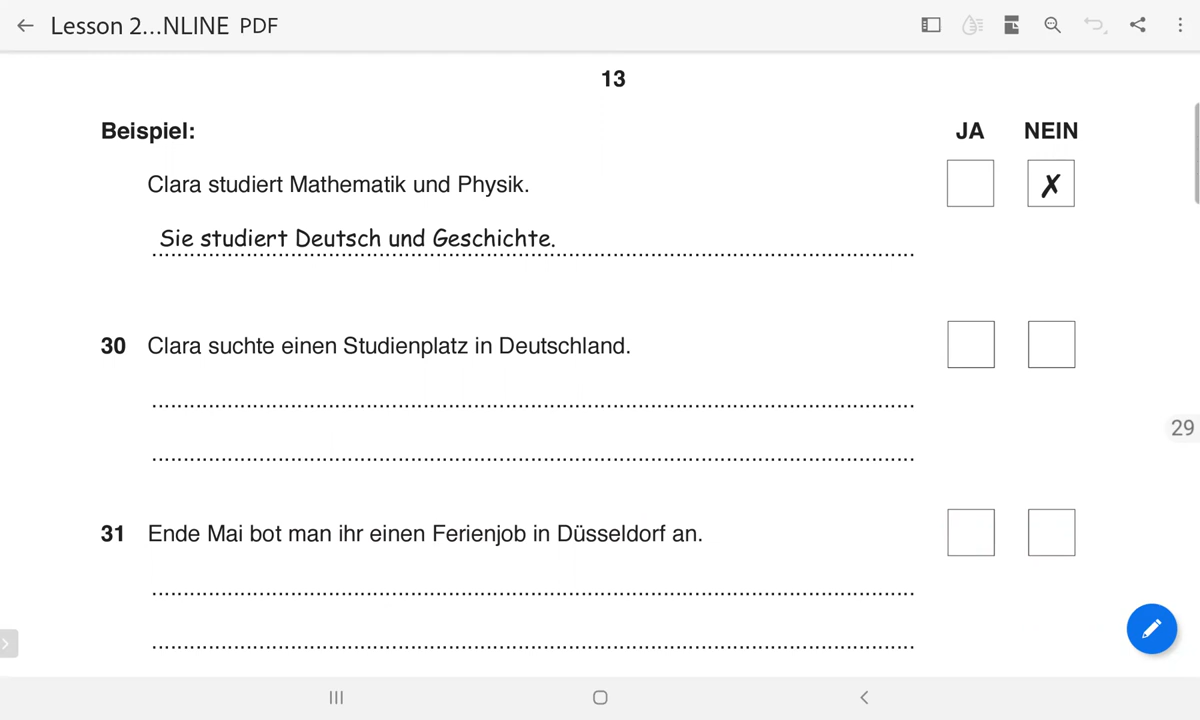 Lesson 2...NLINE PDF
13
Beispiel:
JA NEIN
Clara studiert Mathematik und Physik.
✗
Sie studiert Deutsch und Geschichte.
30 Clara suchte einen Studienplatz in Deutschland.
29
31 Ende Mai bot man ihr einen Ferienjob in Düsseldorf an.